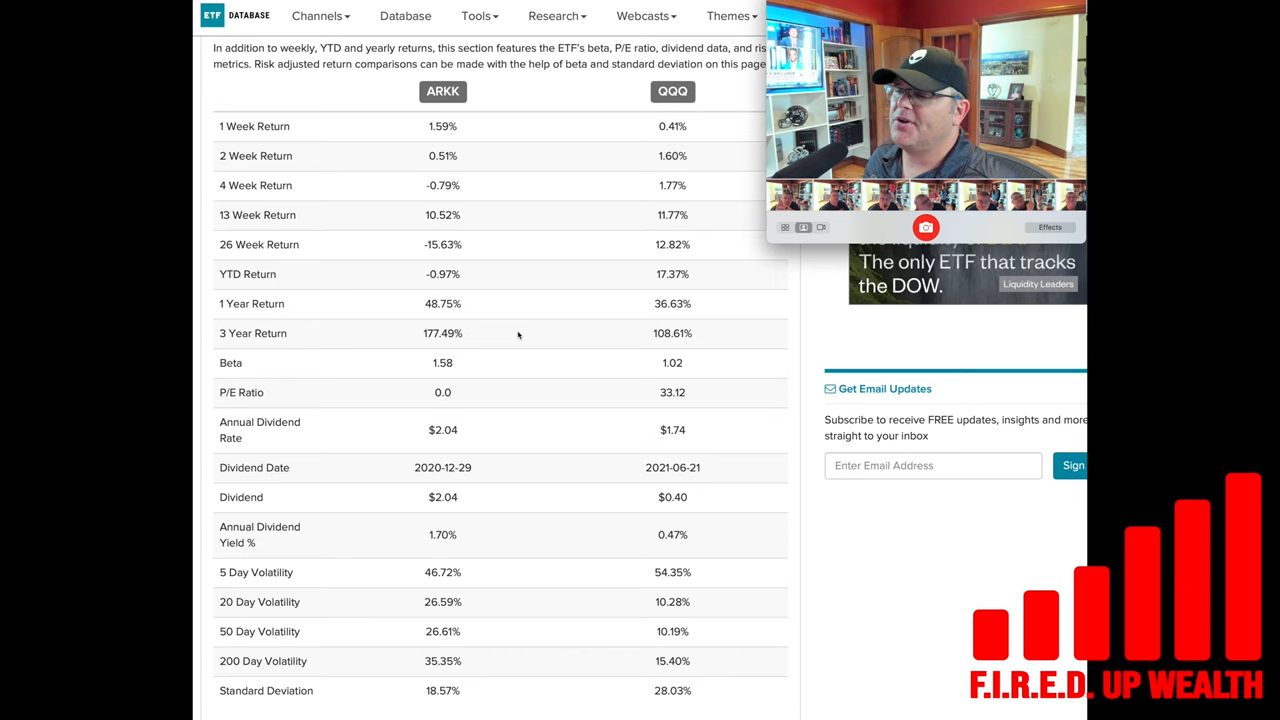 ETF DATABASE Channels Database Tools Research Webcasts Themes
In addition to weekly, YTD and yearly returns, this section features the ETF's beta, P/E ratio, dividend data, and ris
metrics. Risk adjusted return comparisons can be made with the help of beta and standard deviation on this page
ARKK QQQ
1 Week Return 1.59% 0.41%
2 Week Return 0.51% 1.60%
4 Week Return -0.79% 1.77%
13 Week Return 10.52% 11.77%
26 Week Return -15.63% 12.82%
YTD Return -0.97% 17.37%
1 Year Return 48.75% 36.63%
3 Year Return 177.49% 108.61%
Beta 1.58 1.02
P/E Ratio 0.0 33.12
Annual Dividend
Rate $2.04 $1.74
Dividend Date 2020-12-29 2021-06-21
Dividend $2.04 $0.40
Annual Dividend
Yield % 1.70% 0.47%
5 Day Volatility 46.72% 54.35%
20 Day Volatility 26.59% 10.28%
50 Day Volatility 26.61% 10.19%
200 Day Volatility 35.35% 15.40%
Standard Deviation 18.57% 28.03%
Effects
The only ETF that tracks
the DOW. Liquidity Leaders
Get Email Updates
Subscribe to receive FREE updates, insights and more
straight to your inbox
Enter Email Address Sign
F.I.R.E.D. UP WEALTH